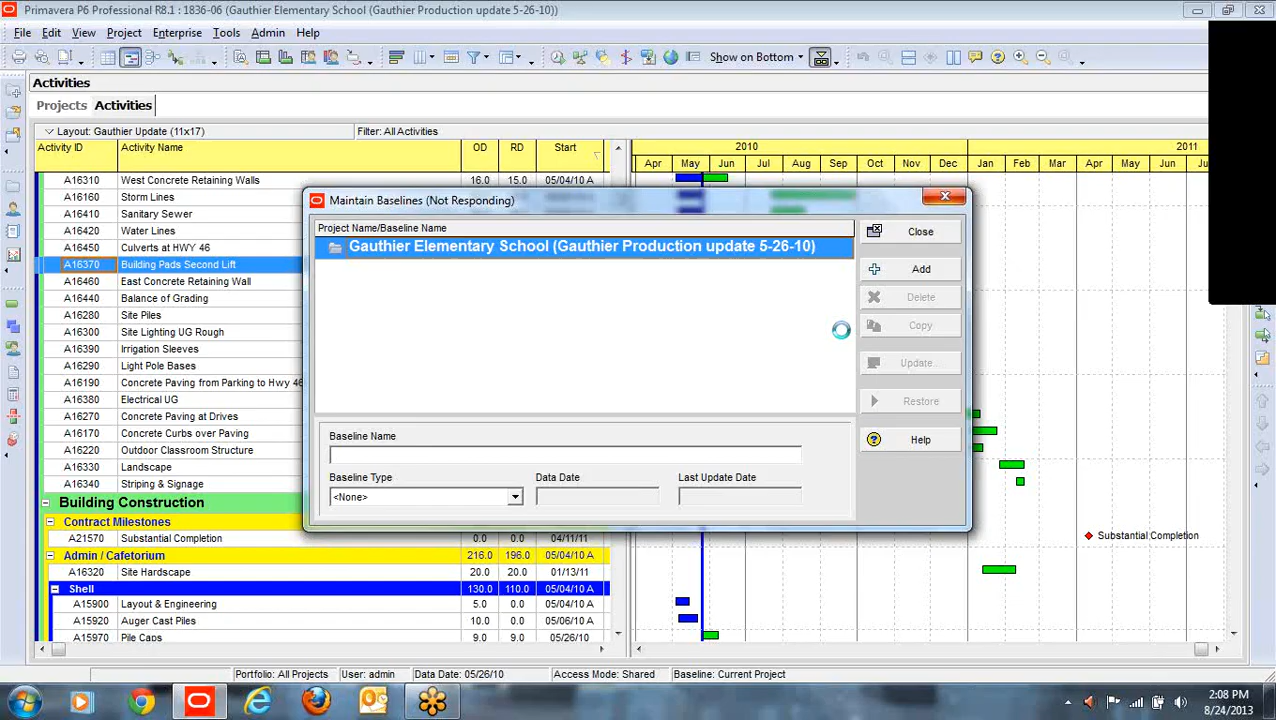 Primavera P6 Professional R8.1 : 1836-06 (Gauthier Elementary School (Gauthier Production update 5-26-10))
File Edit View Project Enterprise Tools Admin Help
Show on Bottom
Activities
Projects Activities
Layout: Gauthier Update (11x17) Filter: All Activities
Activity ID Activity Name OD RD Start
2010 2011
Apr May Jun Jul Aug Sep Oct Nov Dec Jan Feb Mar Apr May Jun Jul Aug
A16310 West Concrete Retaining Walls 16.0 15.0 05/04/10 A
A16160 Storm Lines
A16410 Sanitary Sewer
A16420 Water Lines
A16450 Culverts at HWY 46
A16370 Building Pads Second Lift
A16460 East Concrete Retaining Wall
A16440 Balance of Grading
A16280 Site Piles
A16300 Site Lighting UG Rough
A16390 Irrigation Sleeves
A16290 Light Pole Bases
A16190 Concrete Paving from Parking to Hwy 46
A16380 Electrical UG
A16270 Concrete Paving at Drives
A16400 Concrete Curbs over Paving
A16220 Outdoor Classroom Structure
A16330 Landscape
A16340 Striping & Signage
Building Construction
Contract Milestones
A21570 Substantial Completion 0.0 0.0 04/11/11
Substantial Completion
Admin / Cafetorium 216.0 196.0 05/04/10 A
A16320 Site Hardscape 20.0 20.0 01/13/11
Shell 130.0 110.0 05/04/10 A
A15900 Layout & Engineering 5.0 0.0 05/04/10 A
A15920 Auger Cast Piles 10.0 0.0 05/06/10 A
A15970 Pile Caps 9.0 9.0 05/26/10
Maintain Baselines (Not Responding)
Project Name/Baseline Name
Gauthier Elementary School (Gauthier Production update 5-26-10)
Close
Add
Delete
Copy
Update...
Restore
Help
Baseline Name
Baseline Type Data Date Last Update Date
<None>
Portfolio: All Projects User: admin Data Date: 05/26/10 Access Mode: Shared Baseline: Current Project
2:08 PM
8/24/2013